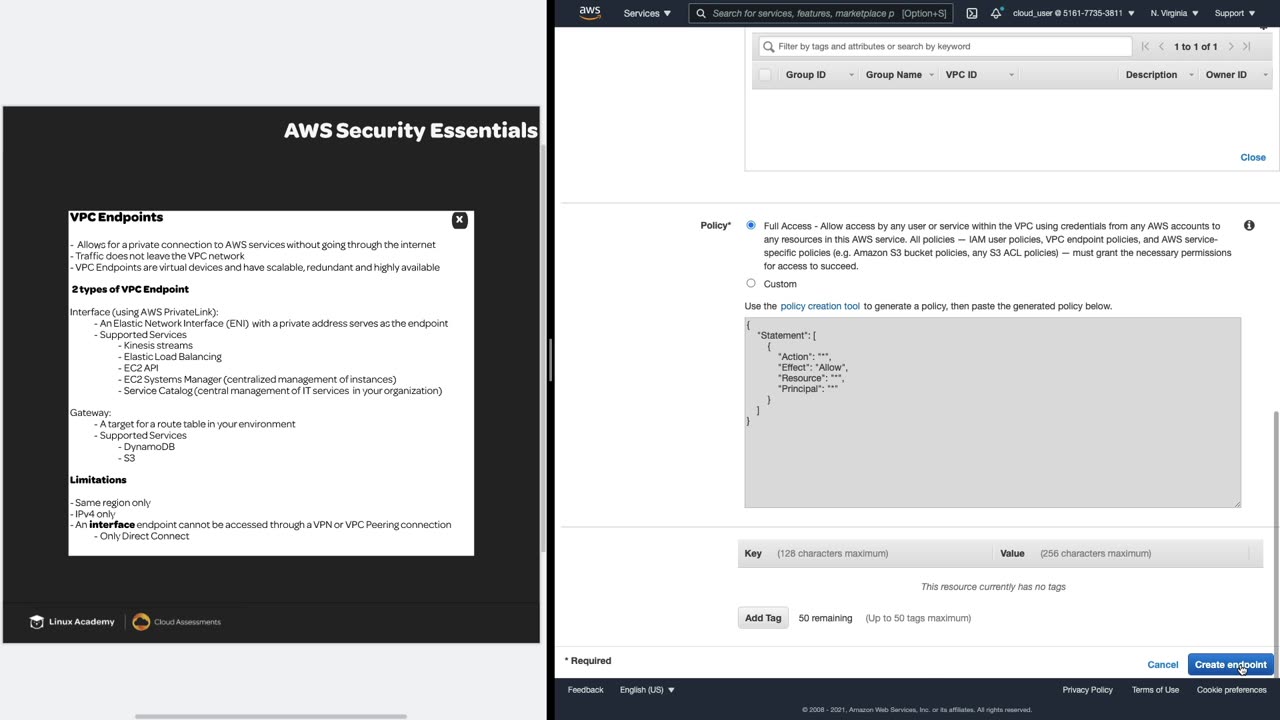 AWS Security Essentials
VPC Endpoints
X
- Allows for a private connection to AWS services without going through the internet
- Traffic does not leave the VPC network
- VPC Endpoints are virtual devices and have scalable, redundant and highly available
2 types of VPC Endpoint
Interface (using AWS PrivateLink):
- An Elastic Network Interface (ENI) with a private address serves as the endpoint
- Supported Services
- Kinesis streams
- Elastic Load Balancing
- EC2 API
- EC2 Systems Manager (centralized management of instances)
- Service Catalog (central management of IT services in your organization)
Gateway:
- A target for a route table in your environment
- Supported Services
- DynamoDB
- S3
Limitations
- Same region only
- IPv4 only
- An interface endpoint cannot be accessed through a VPN or VPC Peering connection
- Only Direct Connect
Linux Academy
Cloud Assessments
aws
Services
Search for services, features, marketplace p
[Option+S]
cloud_user @ 5161-7735-3811
N. Virginia
Support
Filter by tags and attributes or search by keyword
1 to 1 of 1
Group ID
Group Name
VPC ID
Description
Owner ID
Close
Policy*
Full Access - Allow access by any user or service within the VPC using credentials from any AWS accounts to
any resources in this AWS service. All policies — IAM user policies, VPC endpoint policies, and AWS service-
specific policies (e.g. Amazon S3 bucket policies, any S3 ACL policies) — must grant the necessary permissions
for access to succeed.
Custom
Use the policy creation tool to generate a policy, then paste the generated policy below.
{
"Statement": [
{
"Action": "*",
"Effect": "Allow",
"Resource": "*",
"Principal": "*"
}
]
}
Key (128 characters maximum)
Value (256 characters maximum)
This resource currently has no tags
Add Tag
50 remaining
(Up to 50 tags maximum)
* Required
Cancel
Create endpoint
Feedback
English (US)
Privacy Policy
Terms of Use
Cookie preferences
© 2008 - 2021, Amazon Web Services, Inc. or its affiliates. All rights reserved.